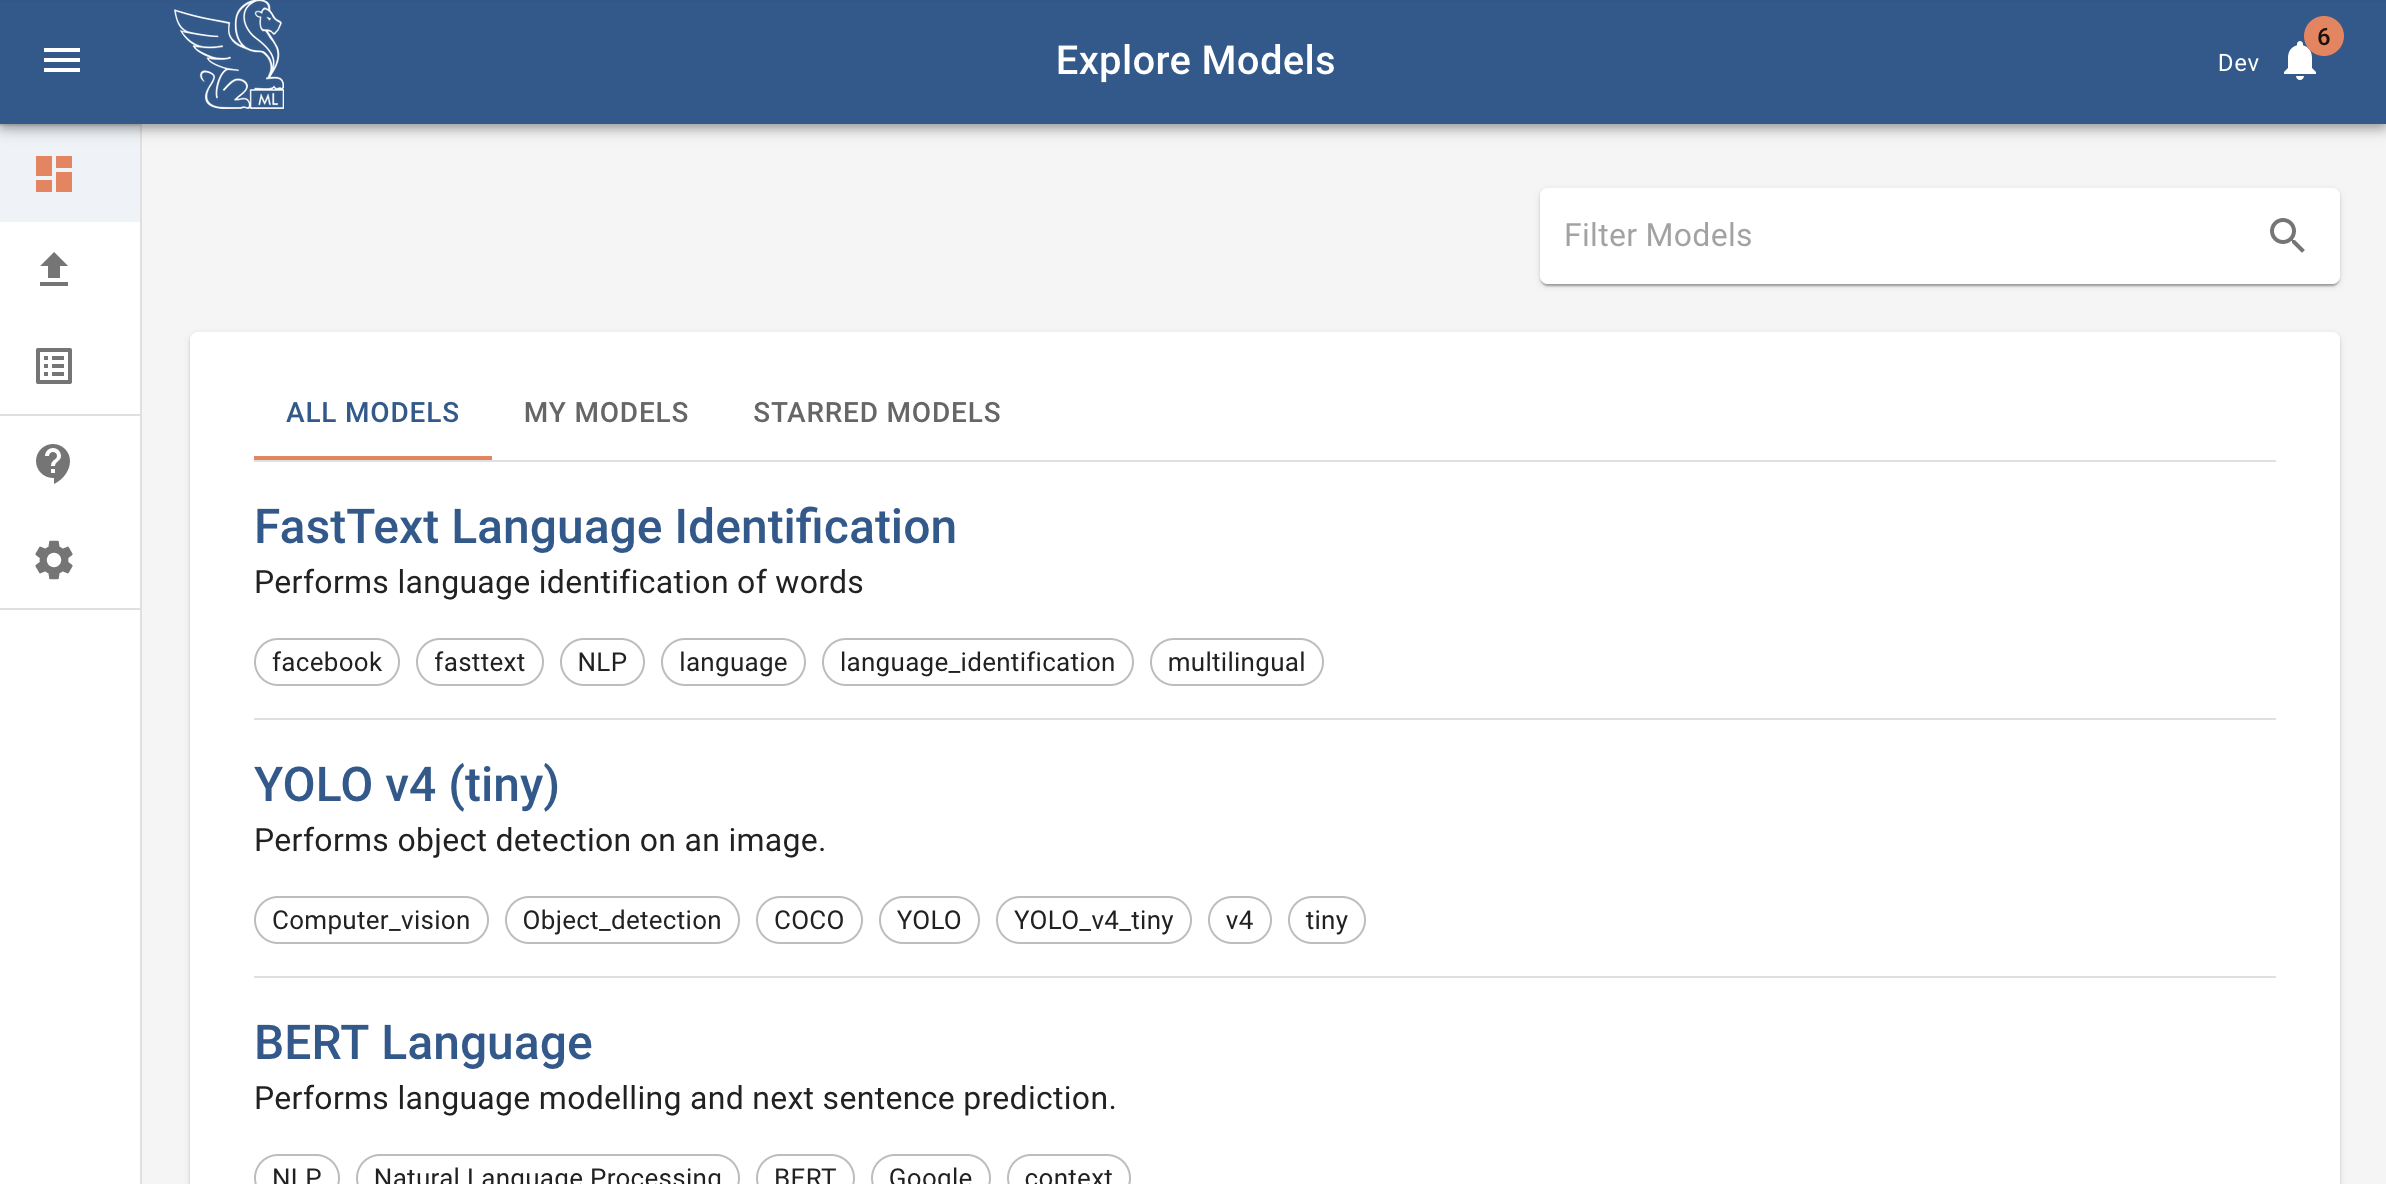 ML
Explore Models
Dev
6
Filter Models
ALL MODELS MY MODELS STARRED MODELS
FastText Language Identification
Performs language identification of words
facebook fasttext NLP language language_identification multilingual
YOLO v4 (tiny)
Performs object detection on an image.
Computer_vision Object_detection COCO YOLO YOLO_v4_tiny v4 tiny
BERT Language
Performs language modelling and next sentence prediction.
NLP Natural Language Processing BERT Google context